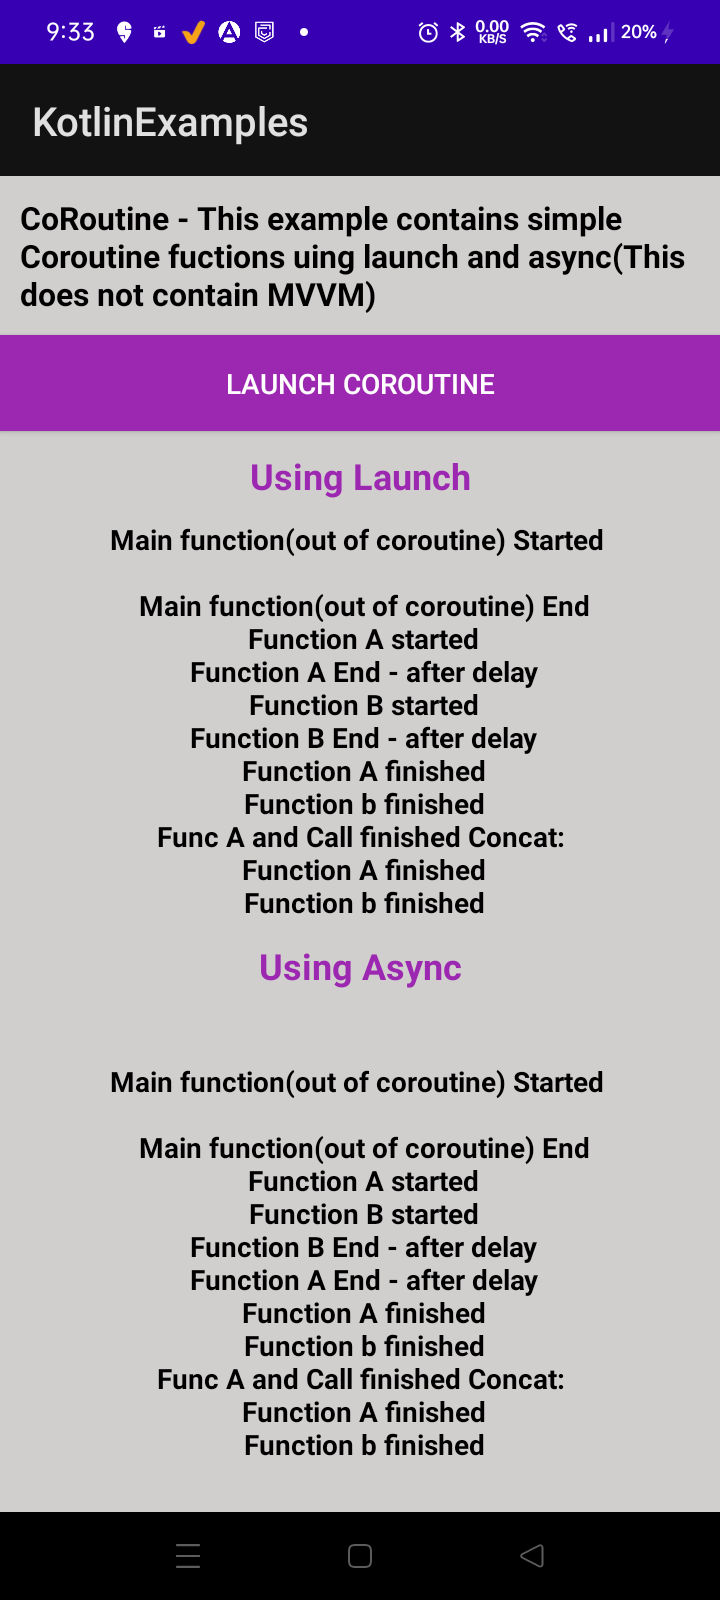 9:33
0.00
KB/S
20%
KotlinExamples
CoRoutine - This example contains simple
Coroutine fuctions uing launch and async(This
does not contain MVVM)
LAUNCH COROUTINE
Using Launch
Main function(out of coroutine) Started
Main function(out of coroutine) End
Function A started
Function A End - after delay
Function B started
Function B End - after delay
Function A finished
Function b finished
Func A and Call finished Concat:
Function A finished
Function b finished
Using Async
Main function(out of coroutine) Started
Main function(out of coroutine) End
Function A started
Function B started
Function B End - after delay
Function A End - after delay
Function A finished
Function b finished
Func A and Call finished Concat:
Function A finished
Function b finished